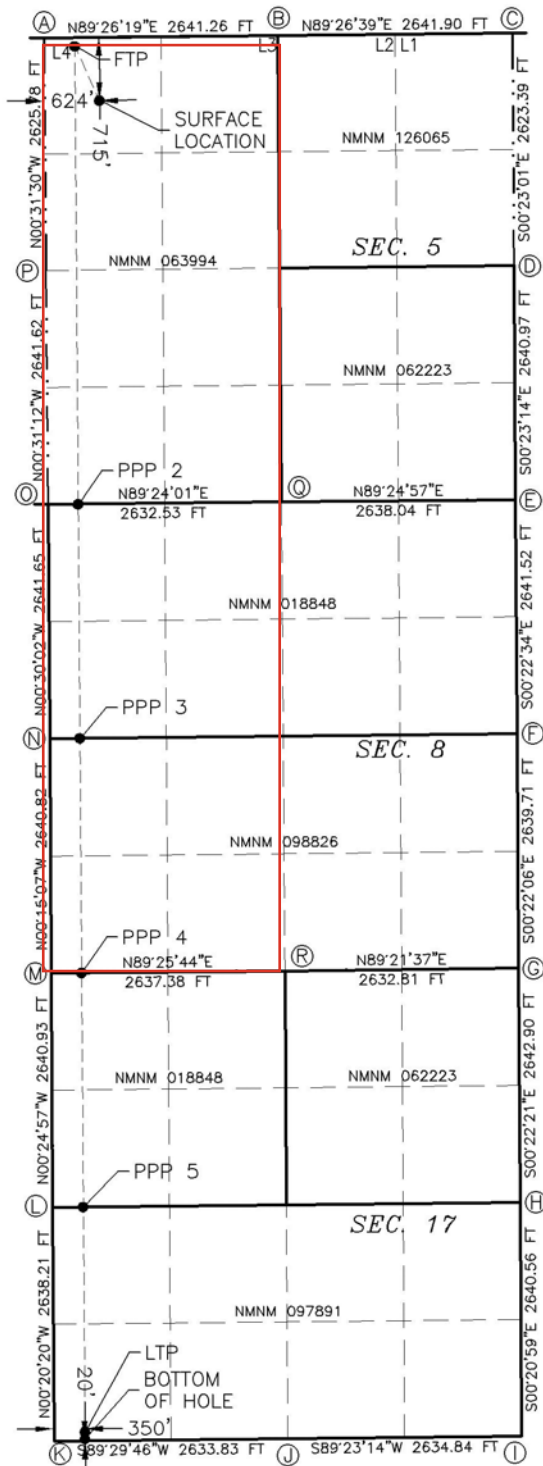 A B C
N89°26'19"E 2641.26 FT N89°26'39"E 2641.90 FT
L4 FTP L3 L2 L1
624'
715'
SURFACE
LOCATION
N00°31'30"W 2625.78 FT
NMNM 126065
S00°23'01"E 2623.39 FT
SEC. 5
P NMNM 063994 D
N00°31'12"W 2641.62 FT
NMNM 062223
S00°23'14"E 2640.97 FT
PPP 2
O N89°24'01"E Q N89°24'57"E E
2632.53 FT 2638.04 FT
N00°30'02"W 2641.65 FT
NMNM 018848
S00°22'34"E 2641.52 FT
PPP 3
N F
SEC. 8
N00°15'07"W 2640.82 FT
NMNM 098826
S00°22'06"E 2639.71 FT
PPP 4
M N89°25'44"E R N89°21'37"E G
2637.38 FT 2632.81 FT
N00°24'57"W 2640.93 FT
NMNM 018848 NMNM 062223
S00°22'21"E 2642.90 FT
PPP 5
L H
SEC. 17
N00°20'20"W 2638.21 FT
NMNM 097891
S00°20'59"E 2640.56 FT
LTP
BOTTOM
OF HOLE
20'
350'
K S89°29'46"W 2633.83 FT J S89°23'14"W 2634.84 FT I